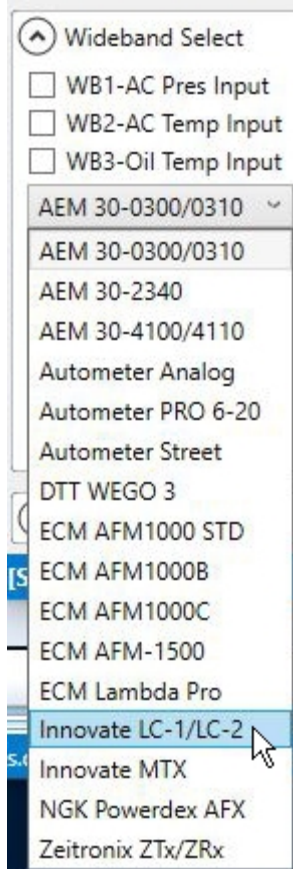 Wideband Select
WB1-AC Pres Input
WB2-AC Temp Input
WB3-Oil Temp Input
AEM 30-0300/0310
AEM 30-0300/0310
AEM 30-2340
AEM 30-4100/4110
Autometer Analog
Autometer PRO 6-20
Autometer Street
DTT WEGO 3
ECM AFM1000 STD
ECM AFM1000B
ECM AFM1000C
ECM AFM-1500
ECM Lambda Pro
Innovate LC-1/LC-2
Innovate MTX
NGK Powerdex AFX
Zeitronix ZTx/ZRx